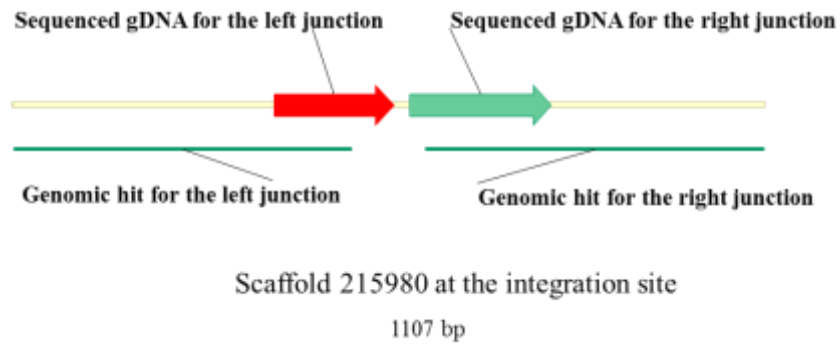 Sequenced gDNA for the left junction
Sequenced gDNA for the right junction
Genomic hit for the left junction
Genomic hit for the right junction
Scaffold 215980 at the integration site
1107 bp